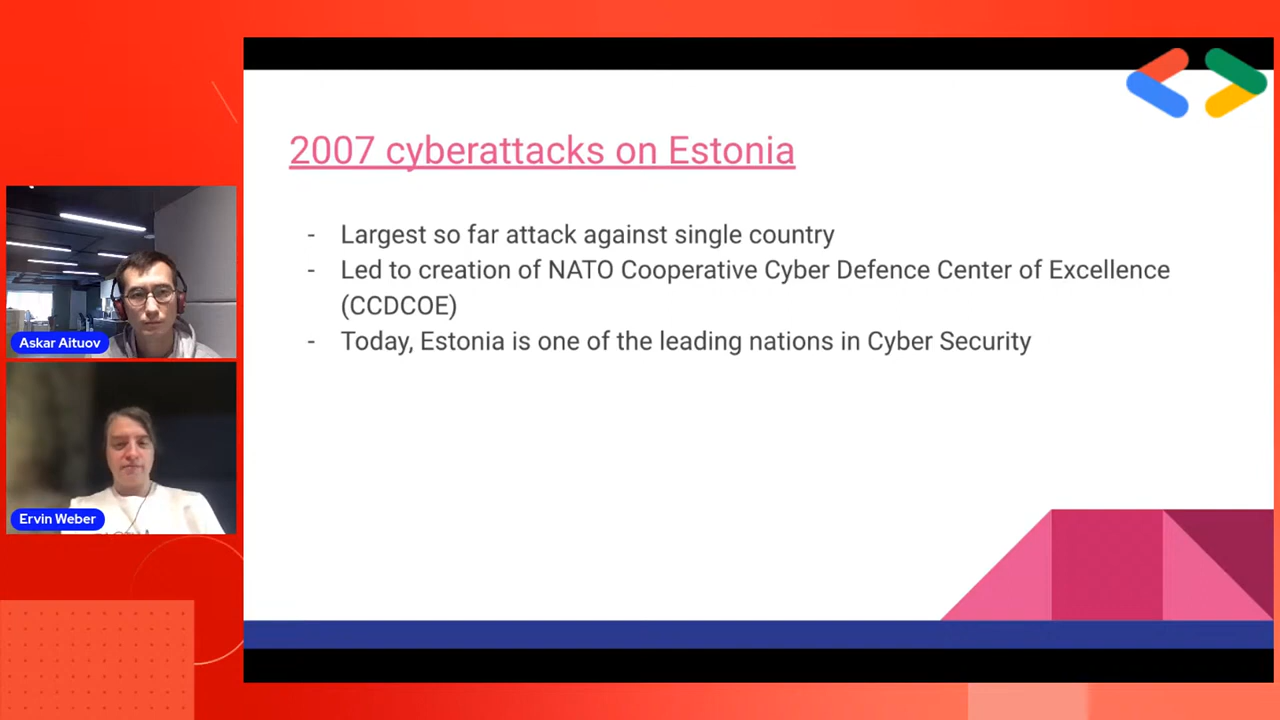 2007 cyberattacks on Estonia
- Largest so far attack against single country
- Led to creation of NATO Cooperative Cyber Defence Center of Excellence
(CCDCOE)
- Today, Estonia is one of the leading nations in Cyber Security
Askar Aituov
Ervin Weber